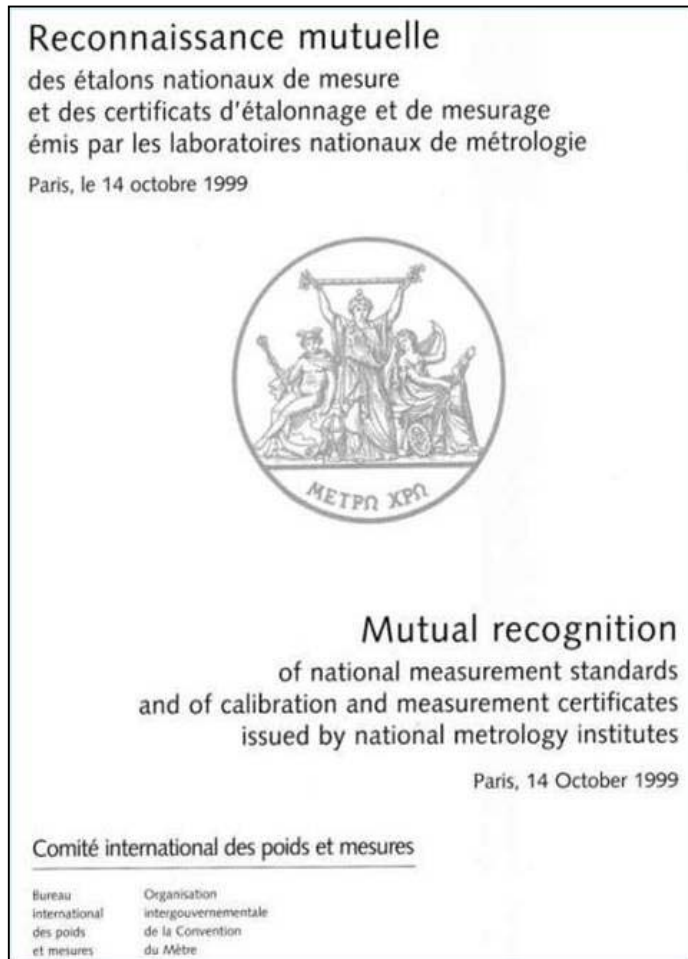 Reconnaissance mutuelle
des étalons nationaux de mesure
et des certificats d'étalonnage et de mesurage
émis par les laboratoires nationaux de métrologie
Paris, le 14 octobre 1999
ΜΕΤΡΩ ΧΡΩ
Mutual recognition
of national measurement standards
and of calibration and measurement certificates
issued by national metrology institutes
Paris, 14 October 1999
Comité international des poids et mesures
Bureau
international
des poids
et mesures
Organisation
intergouvernementale
de la Convention
du Mètre